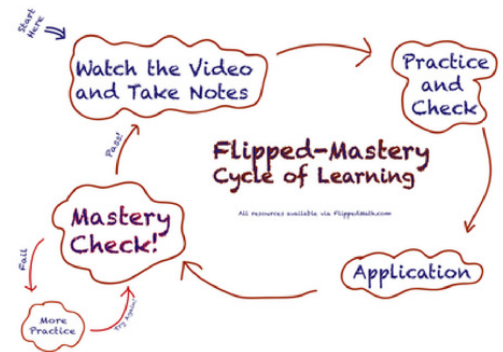 Start
Here
Watch the Video
and Take Notes
Practice
and
Check
Flipped-Mastery
Cycle of Learning
All resources available via FlippedMath.com
Pass!
Mastery
Check!
Application
Fail
More
Practice
Try Again!